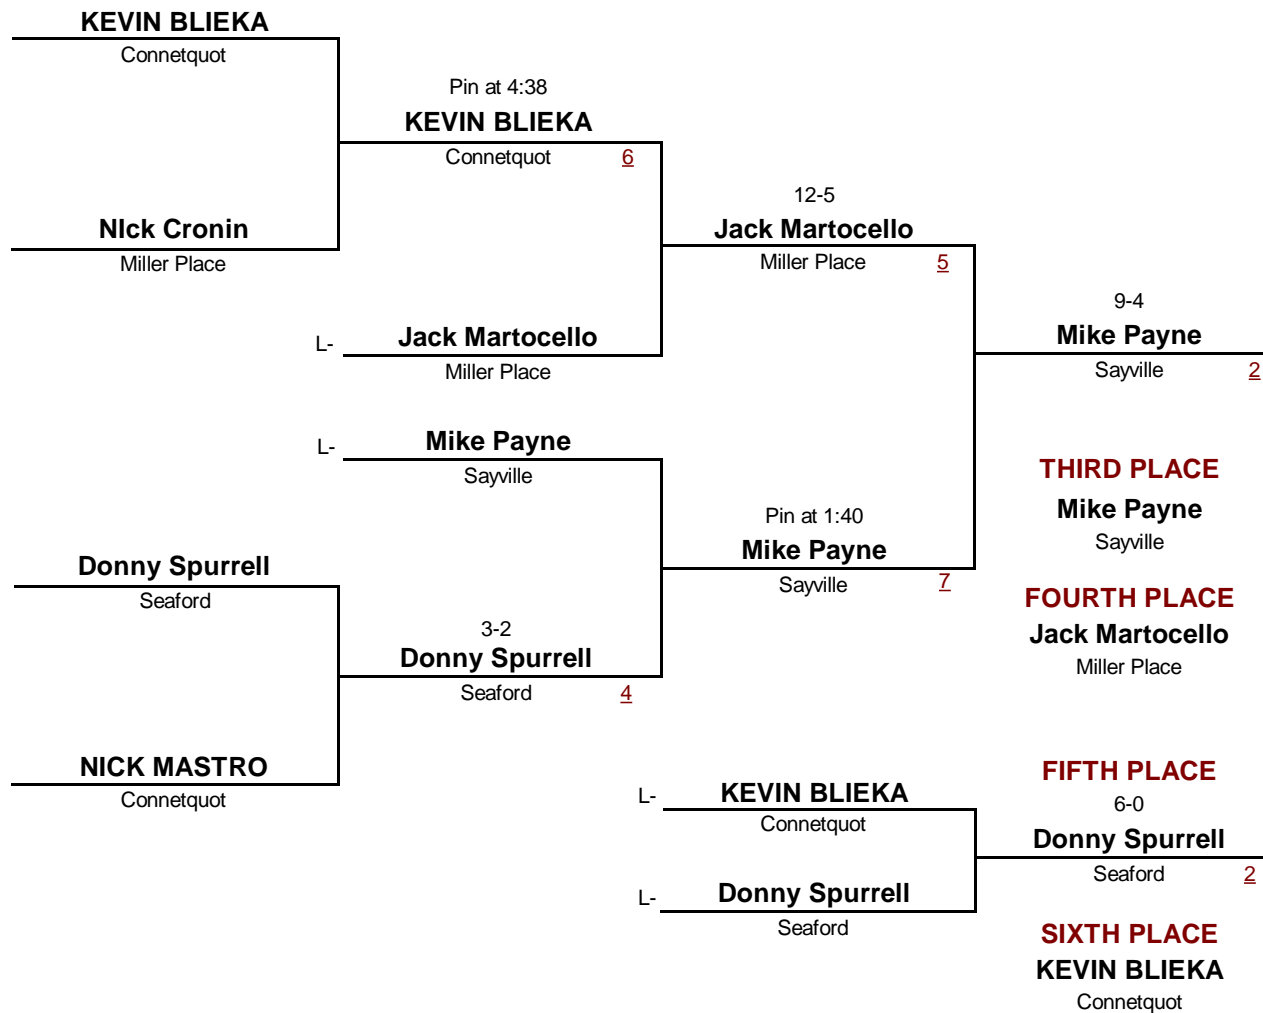 KEVIN BLIEKA
Connetquot
Pin at 4:38
KEVIN BLIEKA
Connetquot 6
NIck Cronin
Miller Place
12-5
Jack Martocello
Miller Place 5
L- Jack Martocello
Miller Place
9-4
Mike Payne
Sayville 2
L- Mike Payne
Sayville
THIRD PLACE
Mike Payne
Sayville
Pin at 1:40
Mike Payne
Sayville 7
Donny Spurrell
Seaford
FOURTH PLACE
Jack Martocello
Miller Place
3-2
Donny Spurrell
Seaford 4
NICK MASTRO
Connetquot
L- KEVIN BLIEKA
Connetquot
FIFTH PLACE
6-0
Donny Spurrell
Seaford 2
L- Donny Spurrell
Seaford
SIXTH PLACE
KEVIN BLIEKA
Connetquot